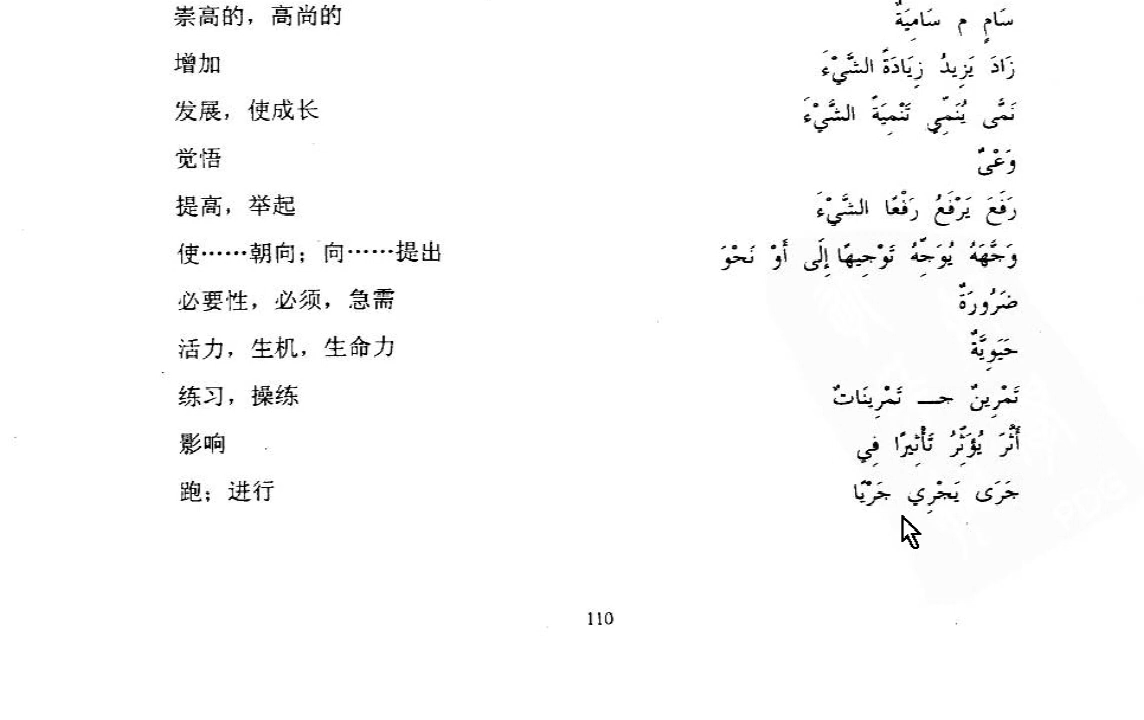 崇高的，高尚的 سَامٍ م سَامِيَةٌ
增加 زَادَ يَزِيدُ زِيَادَةً الشَّيْءَ
发展，使成长 نَمَّى يُنَمِّي تَنْمِيَةً الشَّيْءَ
觉悟 وَعْيٌ
提高，举起 رَفَعَ يَرْفَعُ رَفْعًا الشَّيْءَ
使……朝向；向……提出 وَجَّهَهُ يُوَجِّهُ تَوْجِيهًا إِلَى أَوْ نَحْوَ
必要性，必须，急需 ضَرُورَةٌ
活力，生机，生命力 حَيَوِيَّةٌ
练习，操练 تَمْرِينٌ جـــ تَمْرِينَاتٌ
影响 أَثَّرَ يُؤَثِّرُ تَأْثِيرًا فِي
跑；进行 جَرَى يَجْرِي جَرْيًا
110